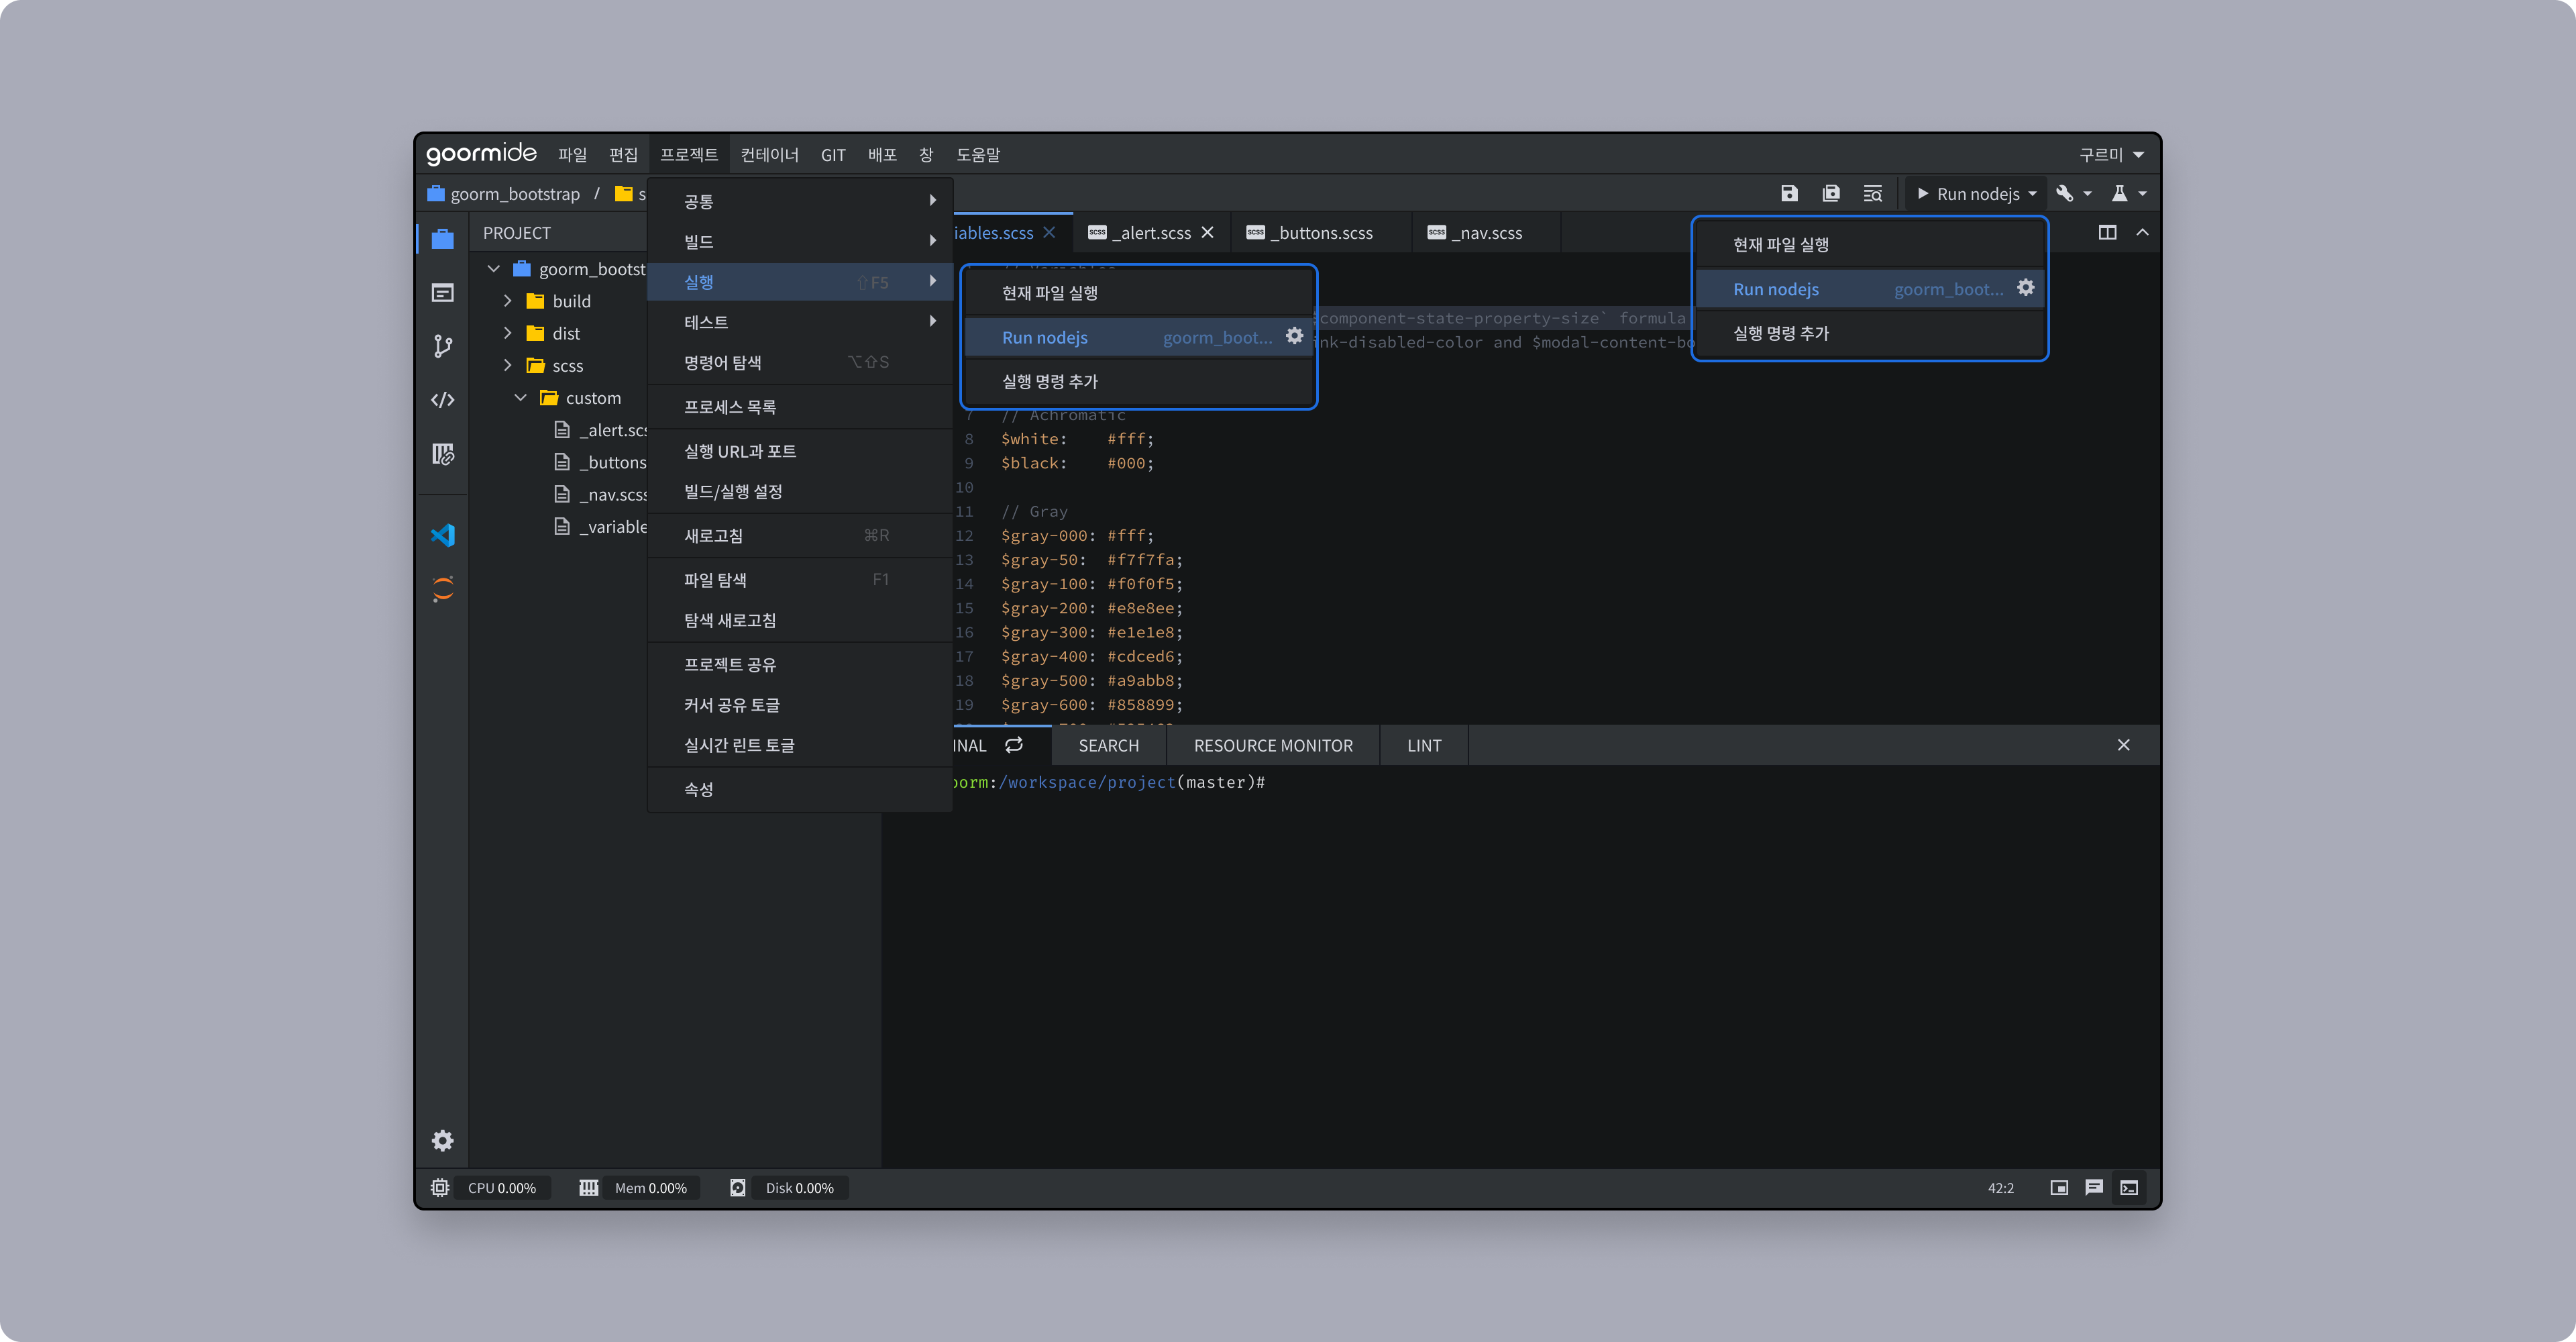 goormide 파일 편집 프로젝트 컨테이너 GIT 배포 창 도움말 구르미
goorm_bootstrap / s Run nodejs
PROJECT
goorm_bootst
build
dist
scss
custom
_alert.scs
_buttons
_nav.scss
_variable
공통
빌드
실행 ⇧F5
테스트
명령어 탐색 ⌥⇧S
프로세스 목록
실행 URL과 포트
빌드/실행 설정
새로고침 ⌘R
파일 탐색 F1
탐색 새로고침
프로젝트 공유
커서 공유 토글
실시간 린트 토글
속성
iables.scss _alert.scss _buttons.scss _nav.scss
현재 파일 실행
Run nodejs goorm_boot...
실행 명령 추가
현재 파일 실행
Run nodejs goorm_boot...
실행 명령 추가
component-state-property-size` formula
ink-disabled-color and $modal-content-bo
7 // Achromatic
8 $white: #fff;
9 $black: #000;
10
11 // Gray
12 $gray-000: #fff;
13 $gray-50: #f7f7fa;
14 $gray-100: #f0f0f5;
15 $gray-200: #e8e8ee;
16 $gray-300: #e1e1e8;
17 $gray-400: #cdced6;
18 $gray-500: #a9abb8;
19 $gray-600: #858899;
INAL SEARCH RESOURCE MONITOR LINT
oorm:/workspace/project(master)#
CPU 0.00% Mem 0.00% Disk 0.00% 42:2